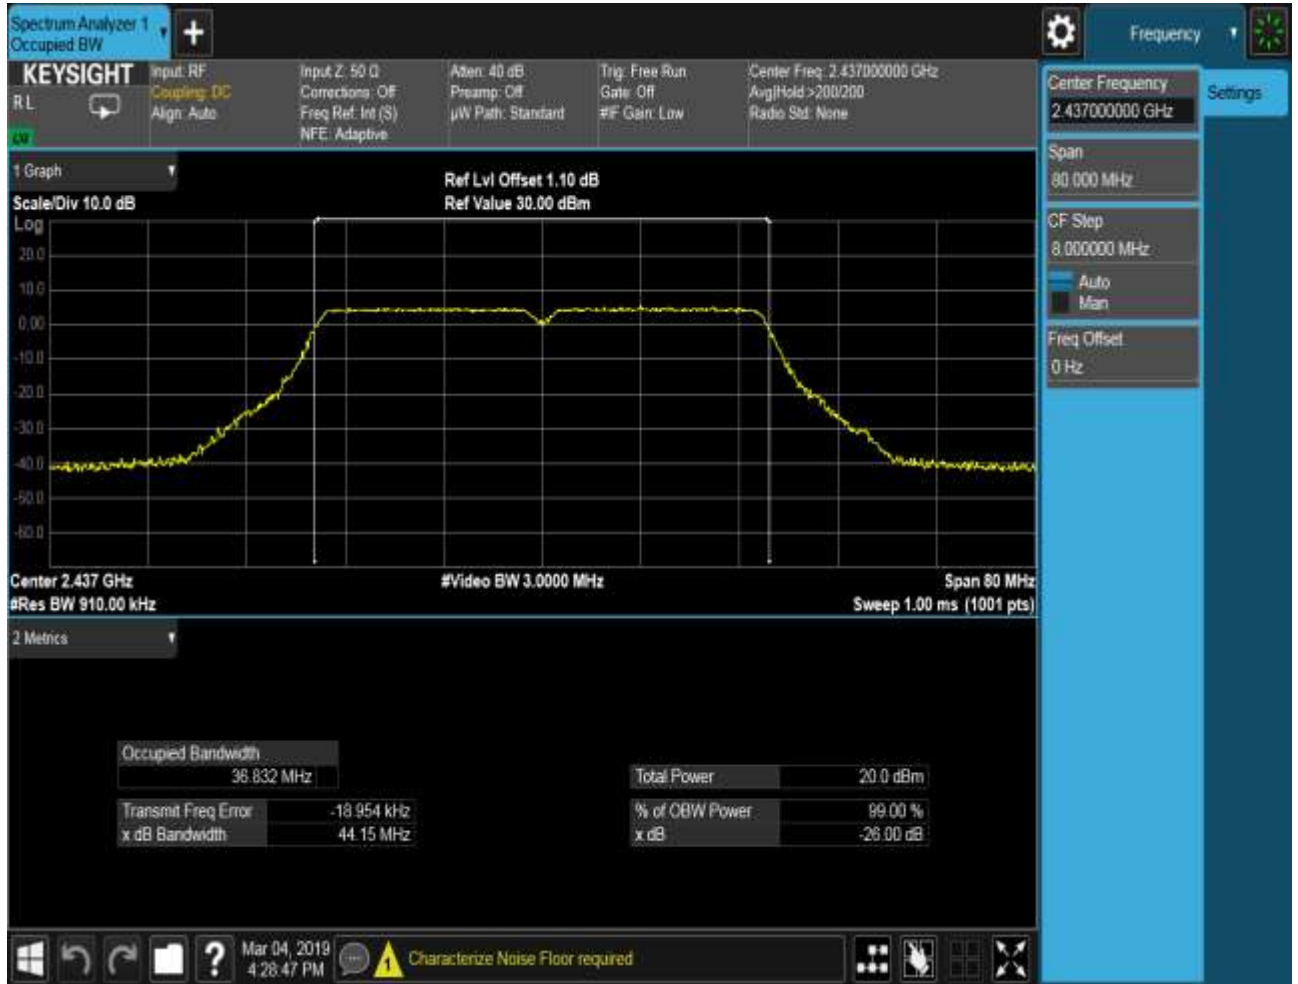 Spectrum Analyzer 1
Occupied BW
Frequency
KEYSIGHT
R L
Input: RF
Coupling: DC
Align: Auto
Input Z: 50 Ω
Corrections: Off
Freq Ref: Int (S)
NFE: Adaptive
Atten: 40 dB
Preamp: Off
µW Path: Standard
Trig: Free Run
Gate: Off
#IF Gain: Low
Center Freq: 2.437000000 GHz
Avg|Hold:>200/200
Radio Std: None
Center Frequency
2.437000000 GHz
Settings
Span
80.000 MHz
CF Step
8.000000 MHz
Auto
Man
Freq Offset
0 Hz
1 Graph
Scale/Div 10.0 dB
Ref Lvl Offset 1.10 dB
Ref Value 30.00 dBm
Log
20.0
10.0
0.00
-10.0
-20.0
-30.0
-40.0
-50.0
-60.0
Center 2.437 GHz
#Video BW 3.0000 MHz
Span 80 MHz
#Res BW 910.00 kHz
Sweep 1.00 ms (1001 pts)
2 Metrics
Occupied Bandwidth
36.832 MHz
Total Power 20.0 dBm
Transmit Freq Error -18.954 kHz
% of OBW Power 99.00 %
x dB Bandwidth 44.15 MHz
x dB -26.00 dB
?
Mar 04, 2019
4:28:47 PM
1
Characterize Noise Floor required